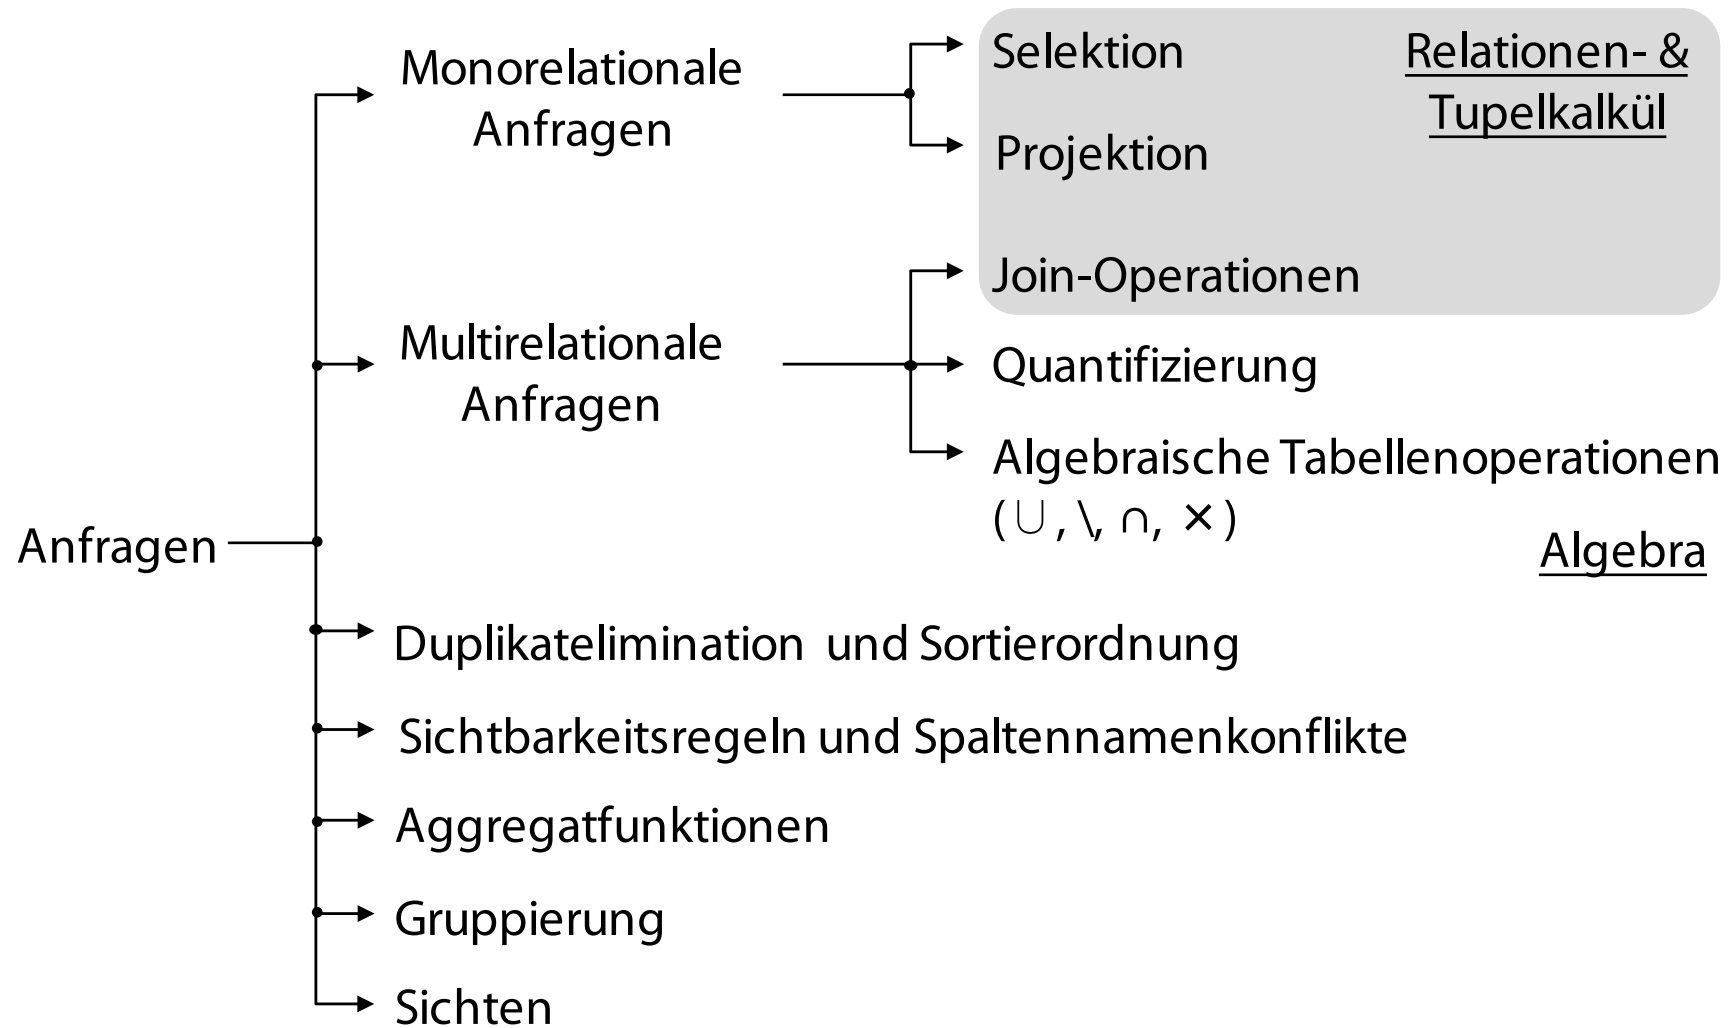 Selektion
Relationen- &
Tupelkalkül
Monorelationale
Anfragen
Projektion
Join-Operationen
Multirelationale
Anfragen
Quantifizierung
Algebraische Tabellenoperationen
(∪, \, ∩, ×)
Algebra
Anfragen
Duplikatelimination und Sortierordnung
Sichtbarkeitsregeln und Spaltennamenkonflikte
Aggregatfunktionen
Gruppierung
Sichten